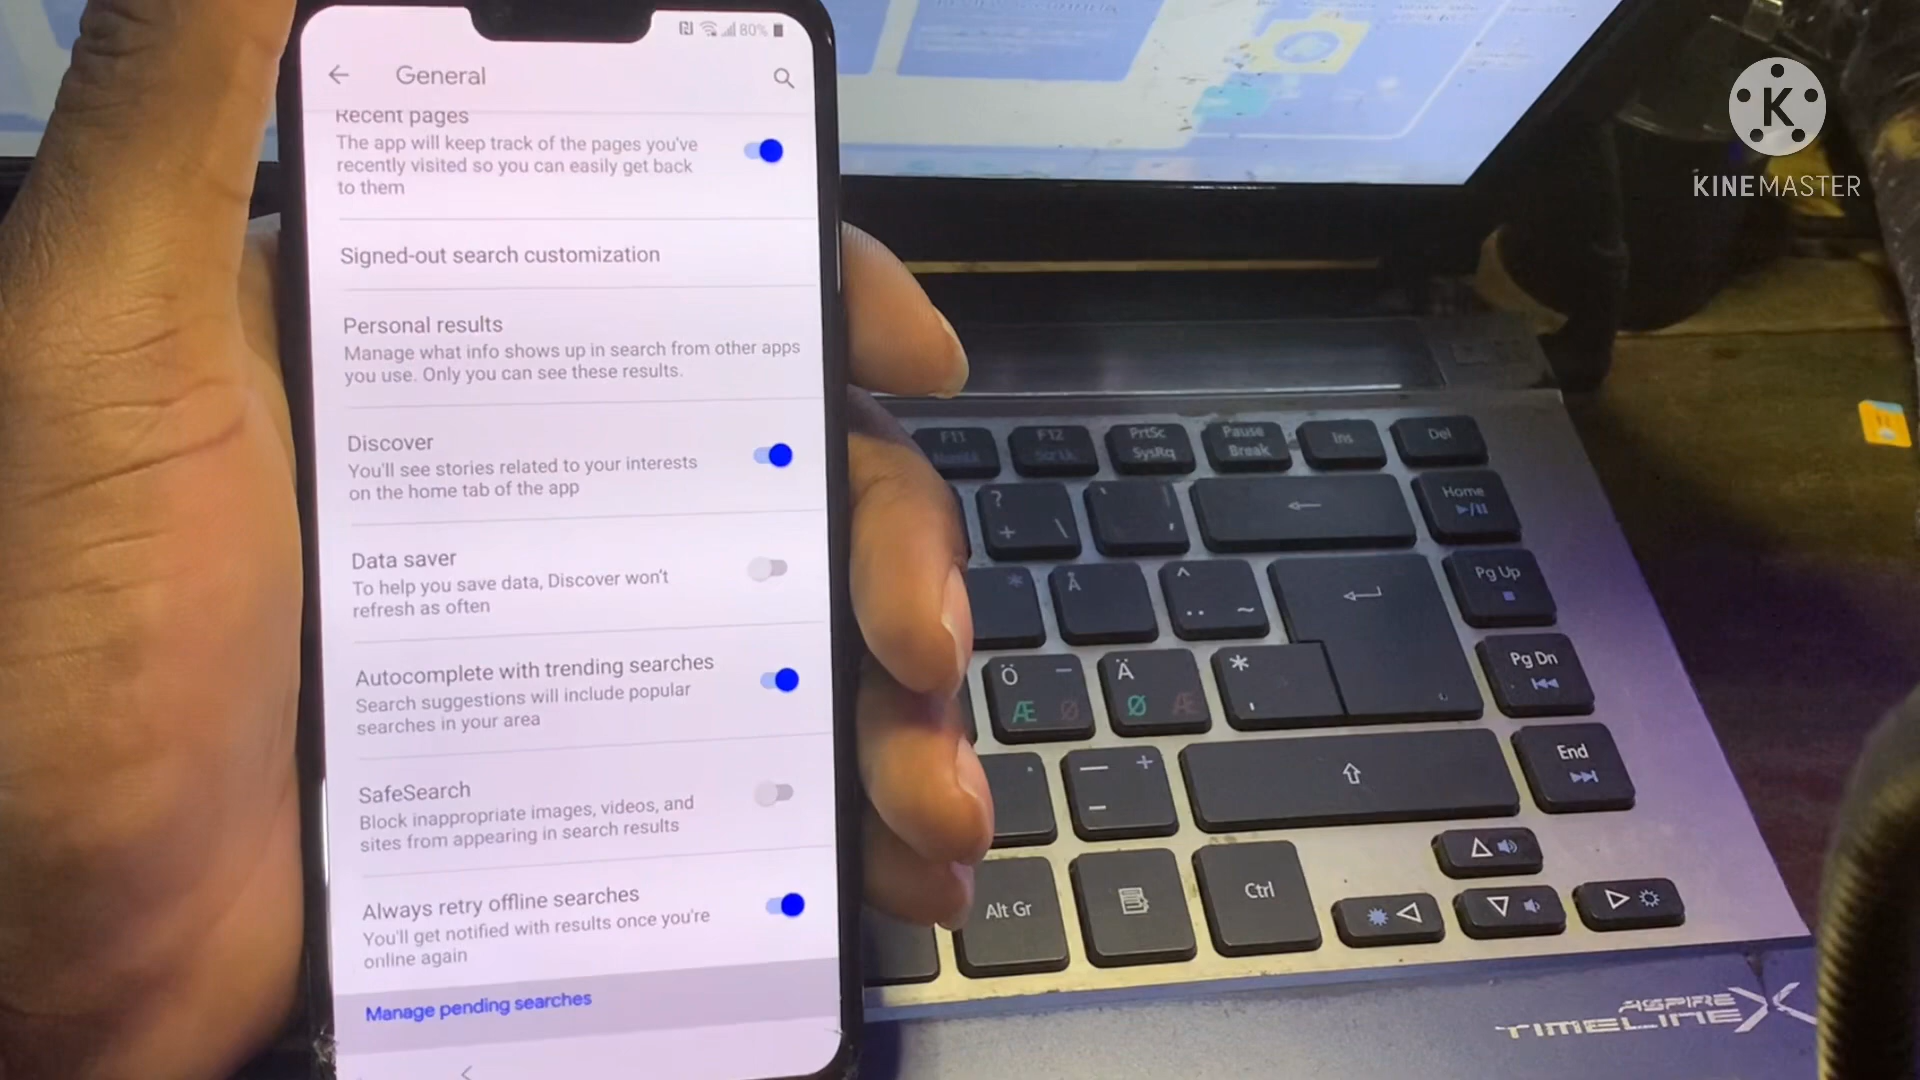 80%
General
Recent pages
The app will keep track of the pages you've
recently visited so you can easily get back
to them
Signed-out search customization
Personal results
Manage what info shows up in search from other apps
you use. Only you can see these results.
Discover
You'll see stories related to your interests
on the home tab of the app
Data saver
To help you save data, Discover won't
refresh as often
Autocomplete with trending searches
Search suggestions will include popular
searches in your area
SafeSearch
Block inappropriate images, videos, and
sites from appearing in search results
Always retry offline searches
You'll get notified with results once you're
online again
Manage pending searches
K
KINEMASTER
F11
F12
PrtSc
SysRq
Pause
Break
Ins
Del
Home
? + \
Pg Up
Å
^ ¨ ~
Pg Dn
Ö
Æ Ø
Ä
Ø Æ
* '
End
Alt Gr
Ctrl
ASPIRE
TIMELINEX